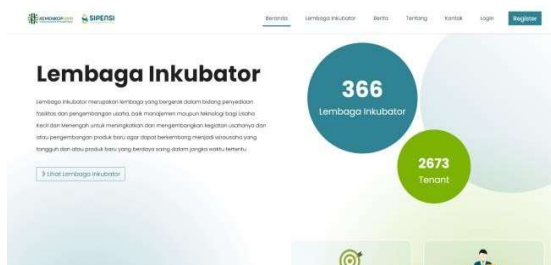 KEMENKOP UKM
SIPENSI
Beranda
Lembaga Inkubator
Berita
Tentang
Kontak
Login
Register
Lembaga Inkubator
Lembaga Inkubator merupakan lembaga yang bergerak dalam bidang penyediaan
fasilitas dan pengembangan usaha, baik manajemen maupun teknologi bagi Usaha
Kecil dan Menengah untuk meningkatkan dan mengembangkan kegiatan usahanya dan
atau pengembangan produk baru agar dapat berkembang menjadi wirausaha yang
tangguh dan atau produk baru yang berdaya saing dalam jangka waktu tertentu
Lihat Lembaga Inkubator
366
Lembaga Inkubator
2673
Tenant